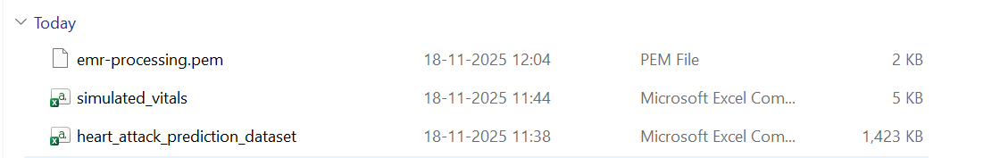 Today
emr-processing.pem 18-11-2025 12:04 PEM File 2 KB
simulated_vitals 18-11-2025 11:44 Microsoft Excel Com... 5 KB
heart_attack_prediction_dataset 18-11-2025 11:38 Microsoft Excel Com... 1,423 KB